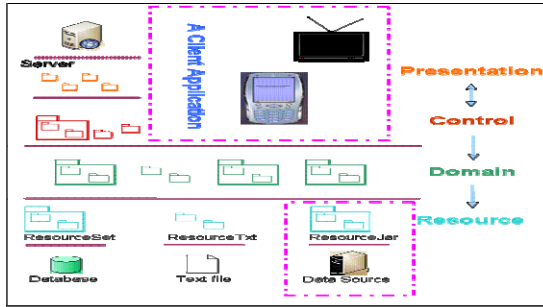 Server
A Client Application
Presentation
Control
Domain
Resource
ResourceSet
ResourceTxt
ResourceJar
Database
Text file
Data Source